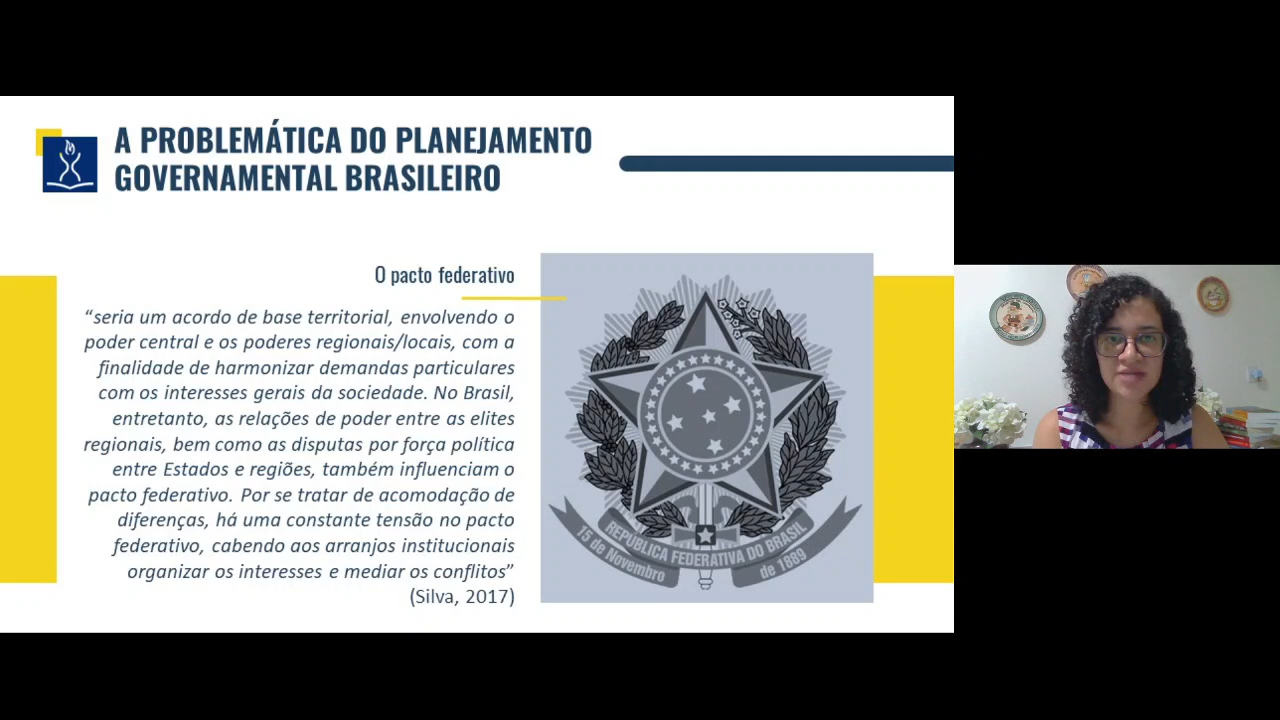 A PROBLEMÁTICA DO PLANEJAMENTO
GOVERNAMENTAL BRASILEIRO
O pacto federativo
“seria um acordo de base territorial, envolvendo o
poder central e os poderes regionais/locais, com a
finalidade de harmonizar demandas particulares
com os interesses gerais da sociedade. No Brasil,
entretanto, as relações de poder entre as elites
regionais, bem como as disputas por força política
entre Estados e regiões, também influenciam o
pacto federativo. Por se tratar de acomodação de
diferenças, há uma constante tensão no pacto
federativo, cabendo aos arranjos institucionais
organizar os interesses e mediar os conflitos”
(Silva, 2017)
REPÚBLICA FEDERATIVA DO BRASIL
15 de Novembro
de 1889